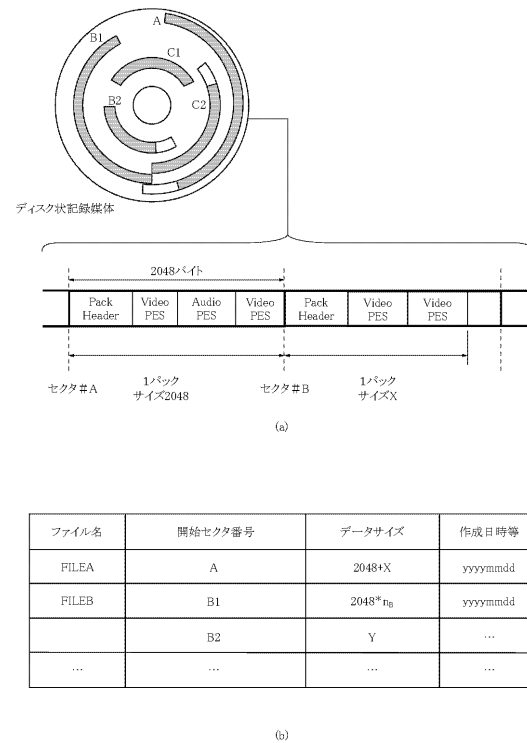 A
B1
C1
B2
C2
ディスク状記録媒体
2048バイト
Pack Header
Video PES
Audio PES
Video PES
Pack Header
Video PES
Video PES
セクタ＃A
1パック
サイズ2048
セクタ＃B
1パック
サイズX
(a)
ファイル名 開始セクタ番号 データサイズ 作成日時等
FILEA A 2048+X yyyymmdd
FILEB B1 2048*nB yyyymmdd
B2 Y …
… … … …
(b)